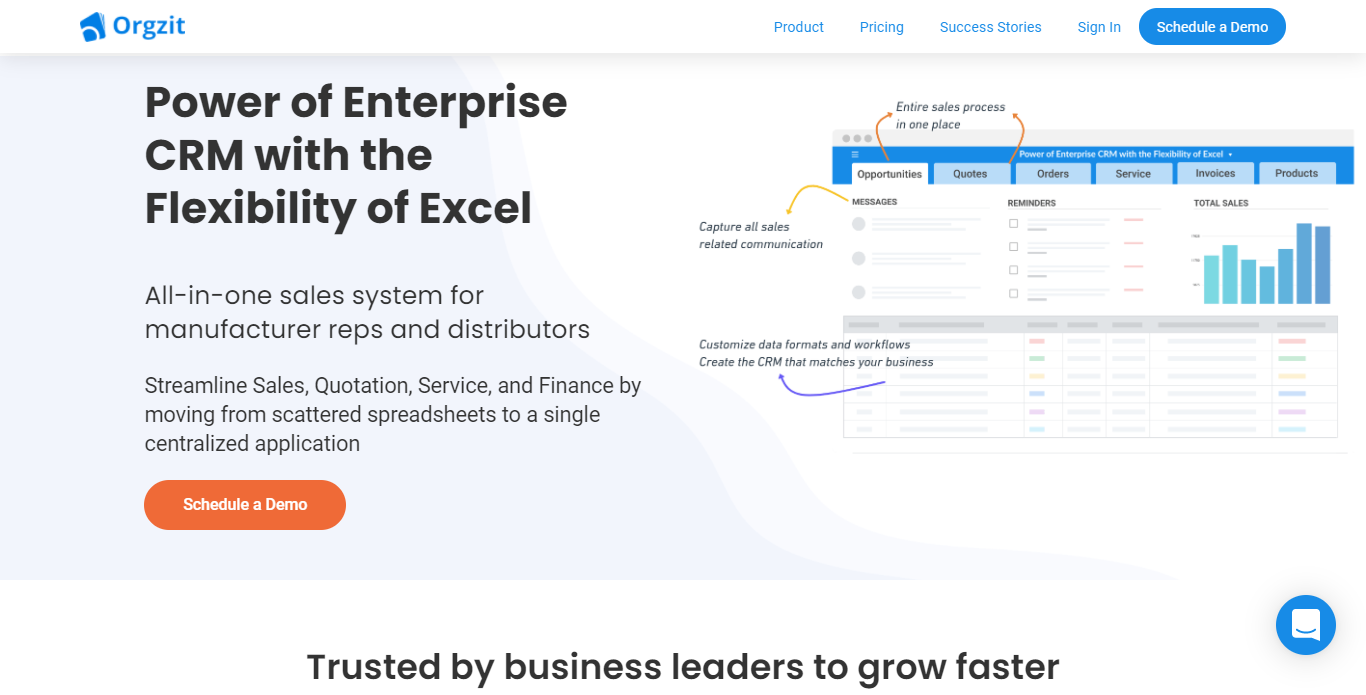 Orgzit
Product
Pricing
Success Stories
Sign In
Schedule a Demo
Power of Enterprise
CRM with the
Flexibility of Excel
All-in-one sales system for
manufacturer reps and distributors
Streamline Sales, Quotation, Service, and Finance by
moving from scattered spreadsheets to a single
centralized application
Schedule a Demo
Entire sales process
in one place
Power of Enterprise CRM with the Flexibility of Excel
Opportunities
Quotes
Orders
Service
Invoices
Products
MESSAGES
REMINDERS
TOTAL SALES
Capture all sales
related communication
Customize data formats and workflows
Create the CRM that matches your business
Trusted by business leaders to grow faster